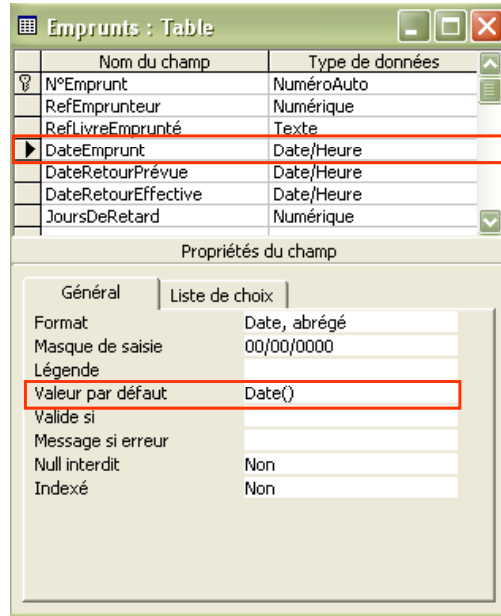 Emprunts : Table
Nom du champ Type de données
N°Emprunt NuméroAuto
RefEmprunteur Numérique
RefLivreEmprunté Texte
DateEmprunt Date/Heure
DateRetourPrévue Date/Heure
DateRetourEffective Date/Heure
JoursDeRetard Numérique
Propriétés du champ
Général Liste de choix
Format Date, abrégé
Masque de saisie 00/00/0000
Légende
Valeur par défaut Date()
Valide si
Message si erreur
Null interdit Non
Indexé Non